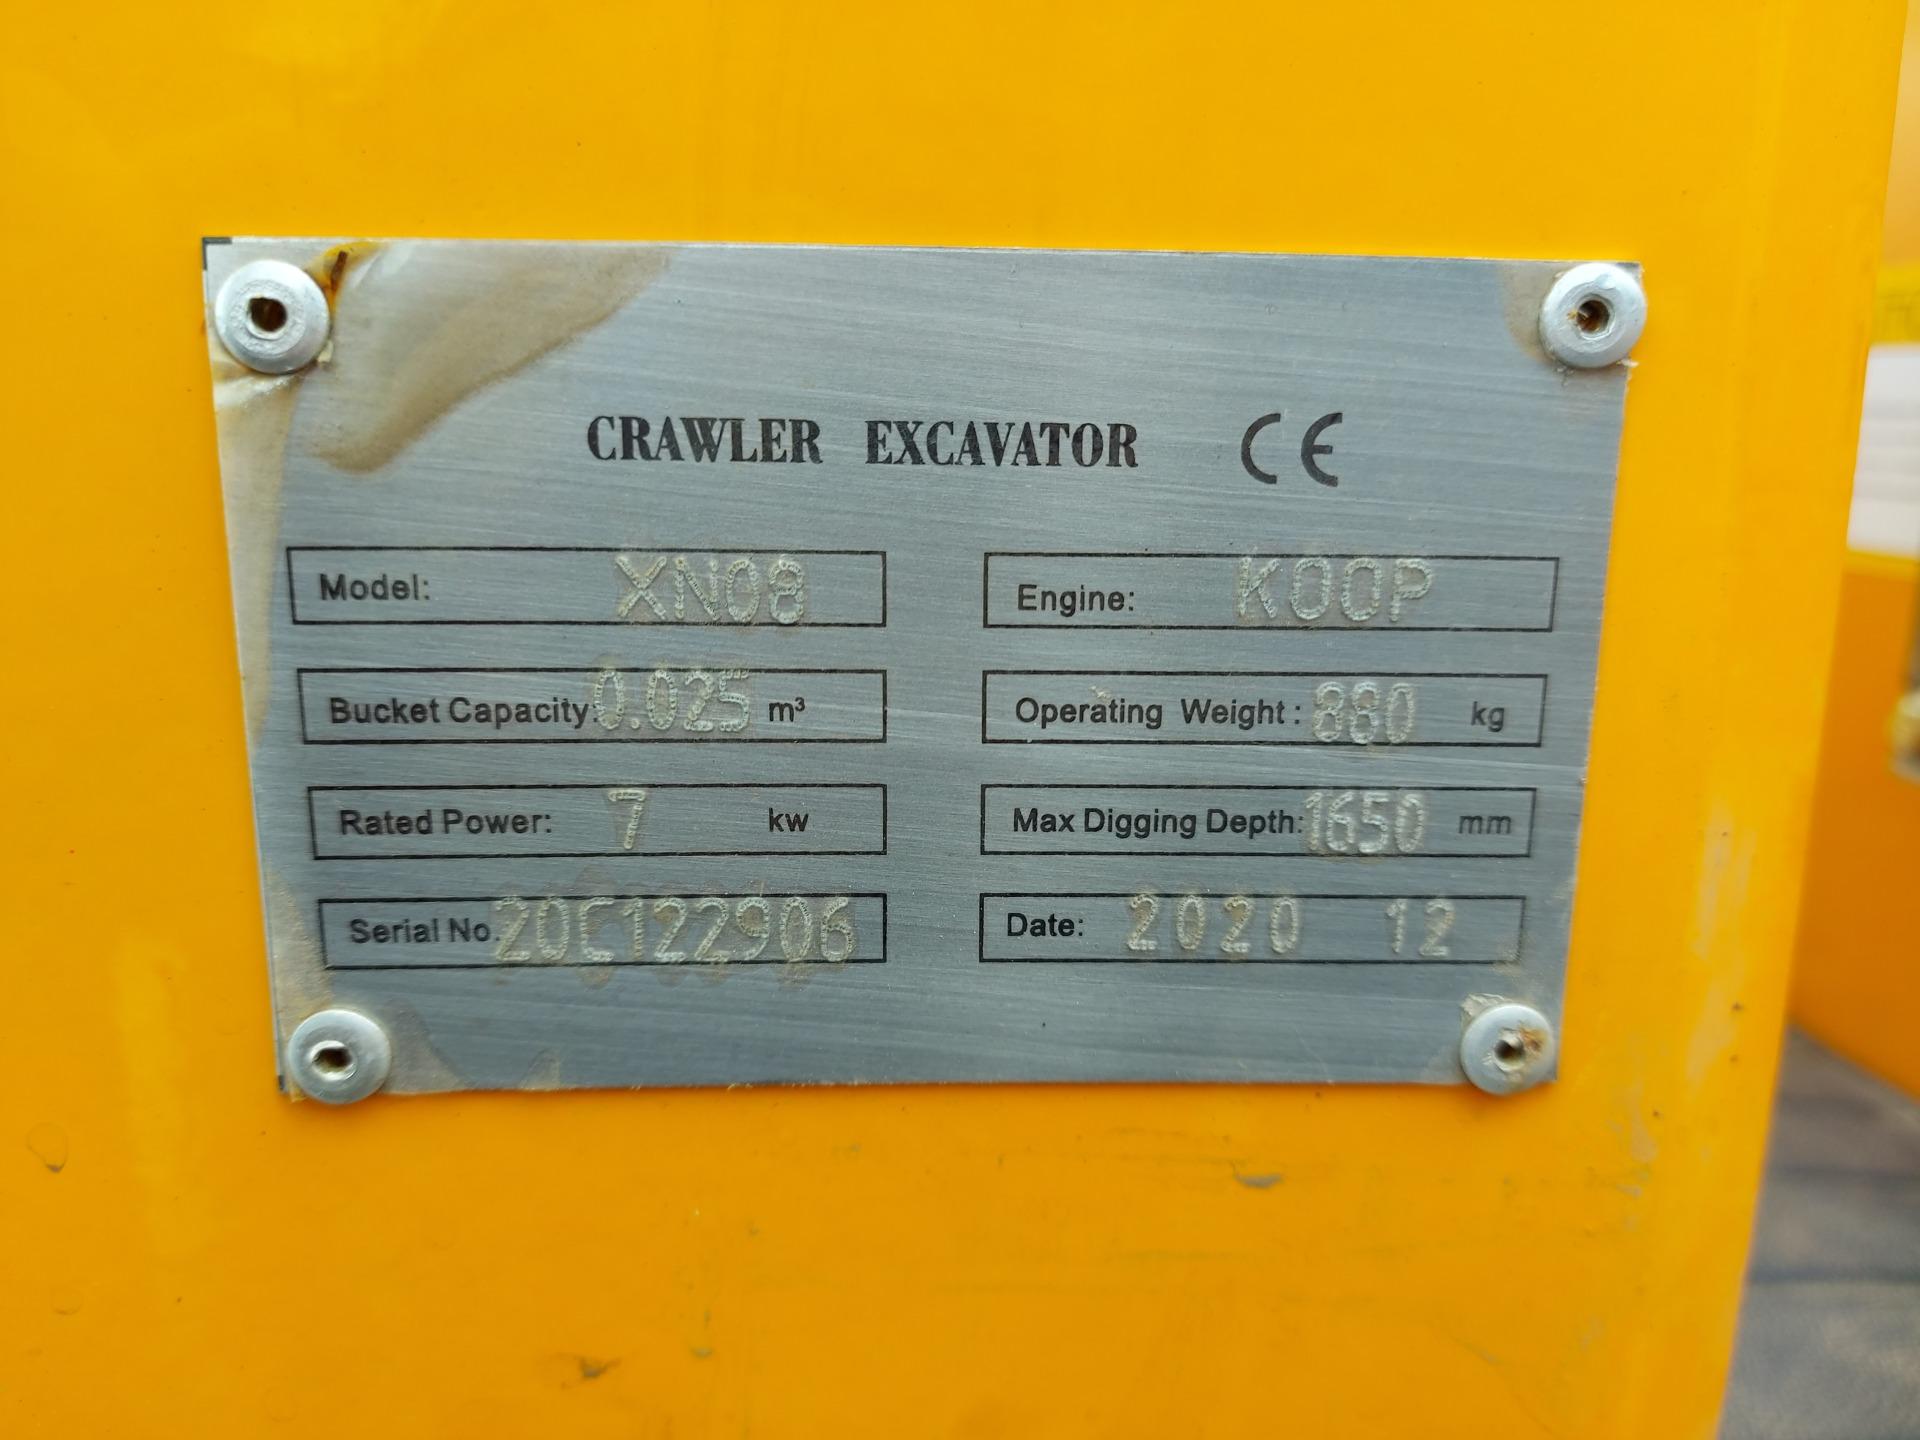 CRAWLER EXCAVATOR CE
Model: XN08
Engine: KOOP
Bucket Capacity: 0.025 m³
Operating Weight: 880 kg
Rated Power: 7 kw
Max Digging Depth: 1650 mm
Serial No. 20C122906
Date: 2020 12